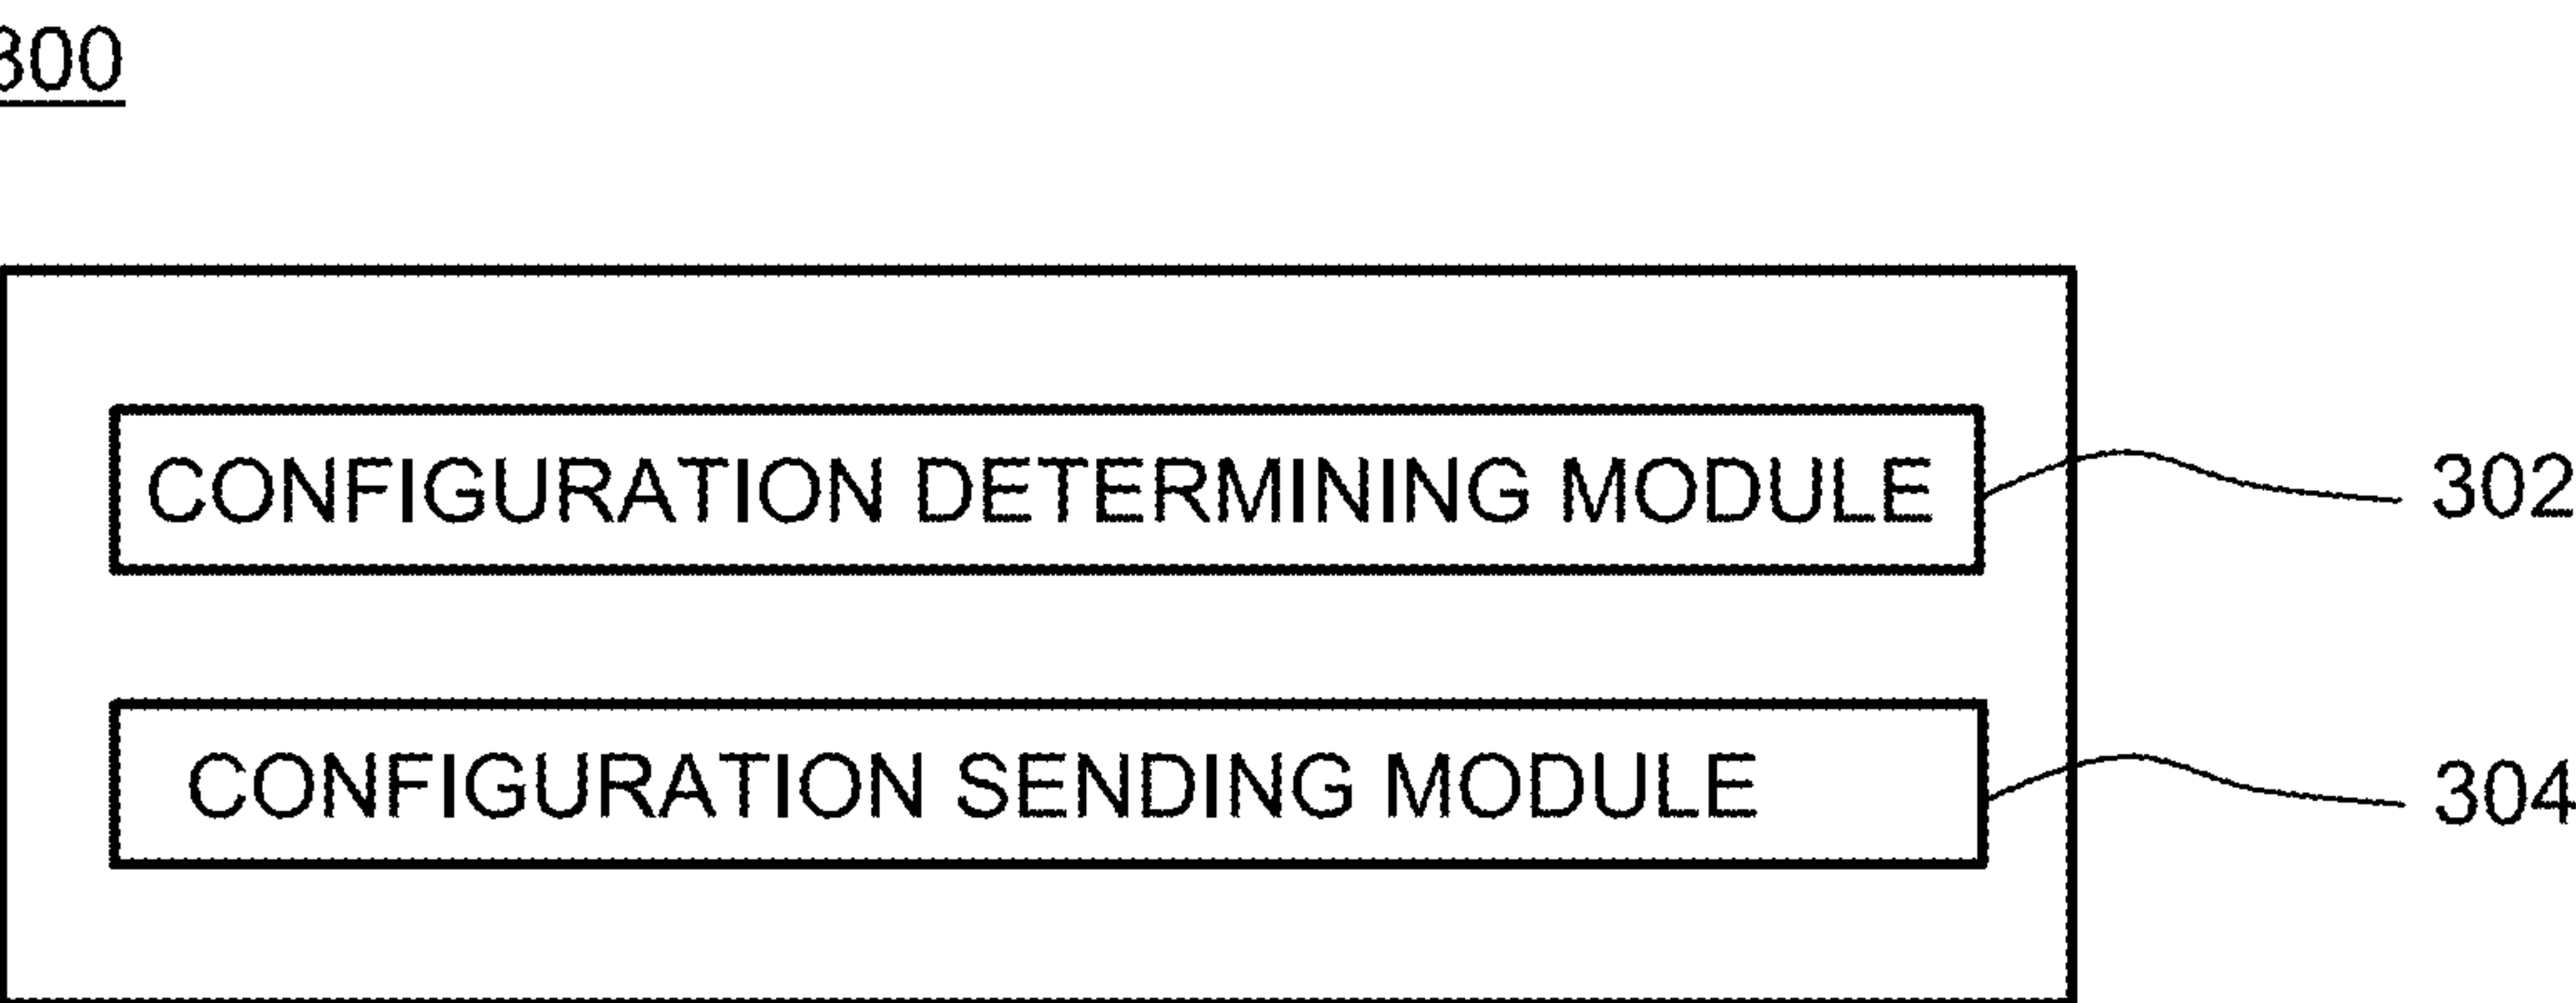 300
CONFIGURATION DETERMINING MODULE
302
CONFIGURATION SENDING MODULE
304